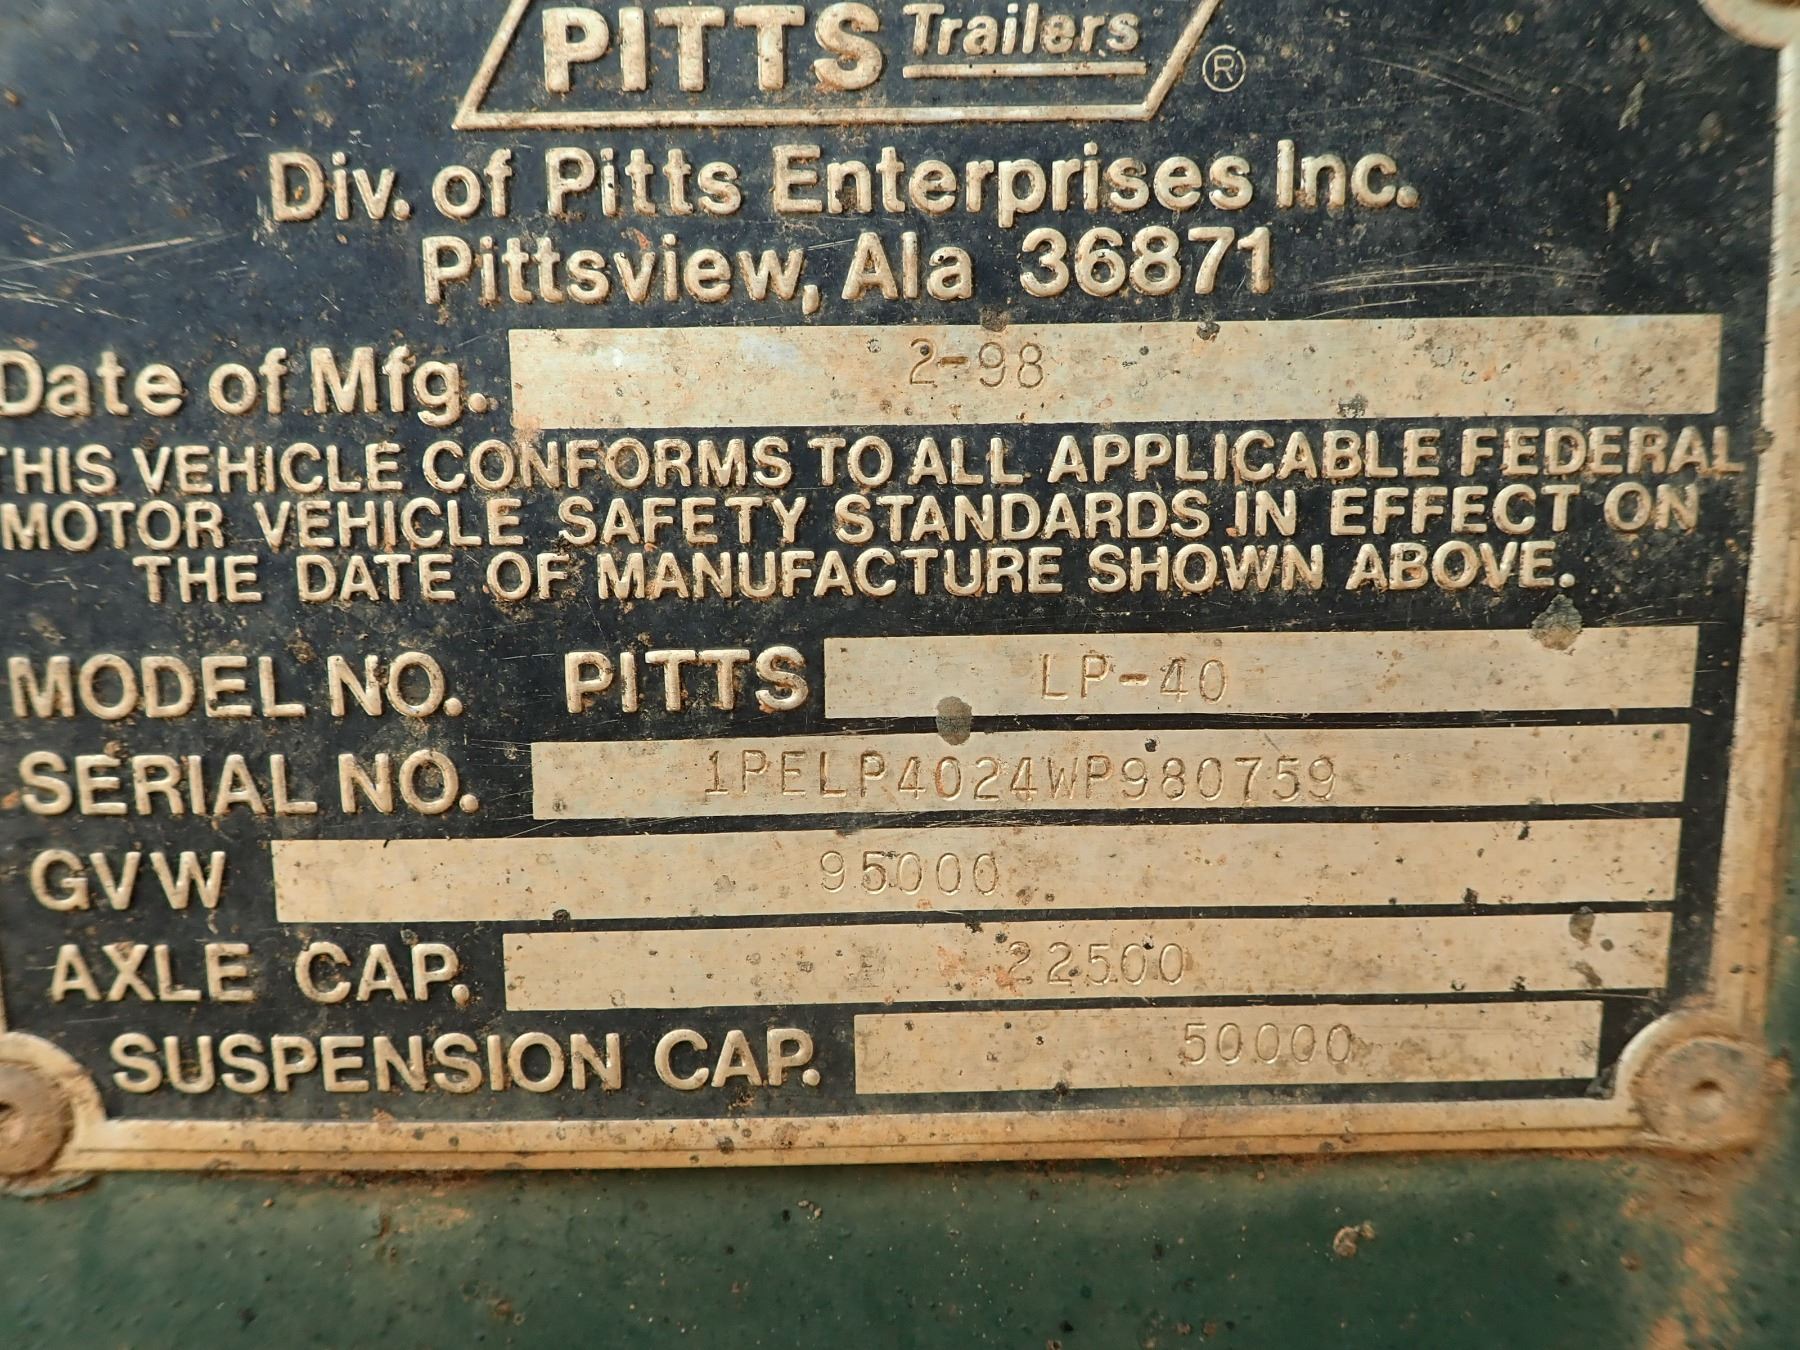 PITTS Trailers ®
Div. of Pitts Enterprises Inc.
Pittsview, Ala 36871
Date of Mfg. 2-98
THIS VEHICLE CONFORMS TO ALL APPLICABLE FEDERAL
MOTOR VEHICLE SAFETY STANDARDS IN EFFECT ON
THE DATE OF MANUFACTURE SHOWN ABOVE.
MODEL NO. PITTS LP-40
SERIAL NO. 1PELP4024WP980759
GVW 95000
AXLE CAP. 22500
SUSPENSION CAP. 50000